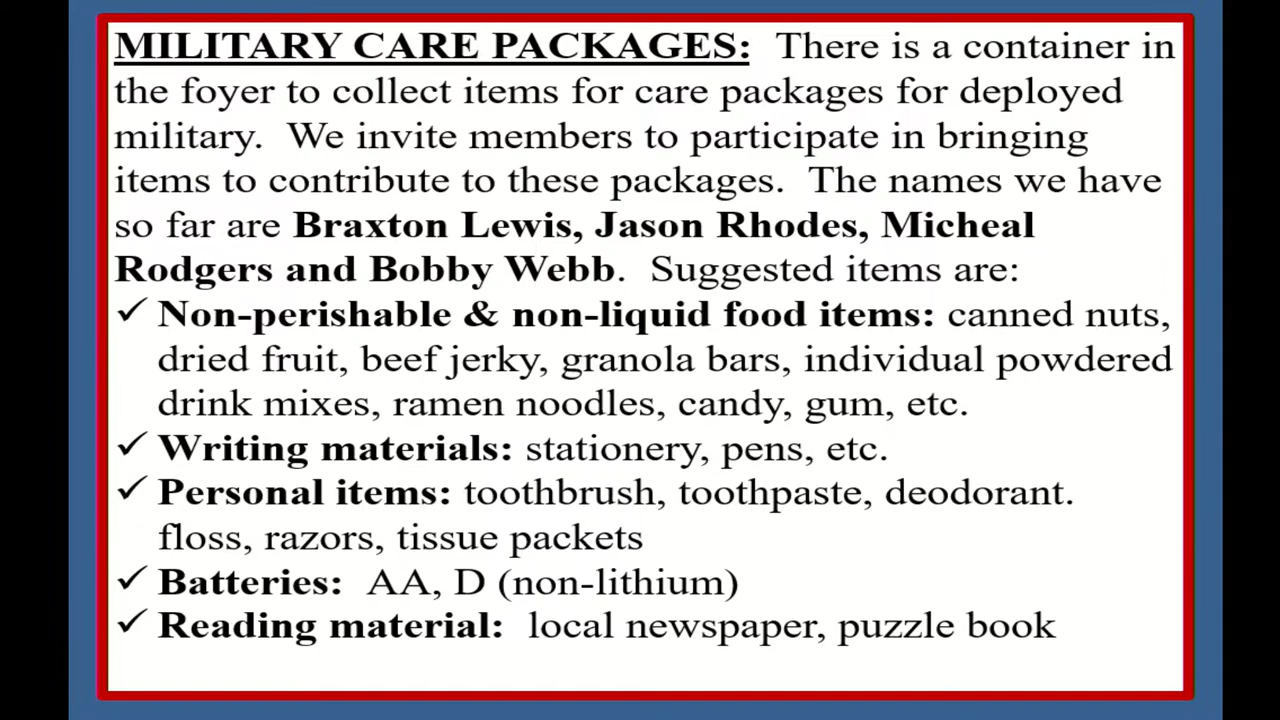 MILITARY CARE PACKAGES: There is a container in
the foyer to collect items for care packages for deployed
military. We invite members to participate in bringing
items to contribute to these packages. The names we have
so far are Braxton Lewis, Jason Rhodes, Micheal
Rodgers and Bobby Webb. Suggested items are:
✓ Non-perishable & non-liquid food items: canned nuts,
dried fruit, beef jerky, granola bars, individual powdered
drink mixes, ramen noodles, candy, gum, etc.
✓ Writing materials: stationery, pens, etc.
✓ Personal items: toothbrush, toothpaste, deodorant.
floss, razors, tissue packets
✓ Batteries: AA, D (non-lithium)
✓ Reading material: local newspaper, puzzle book